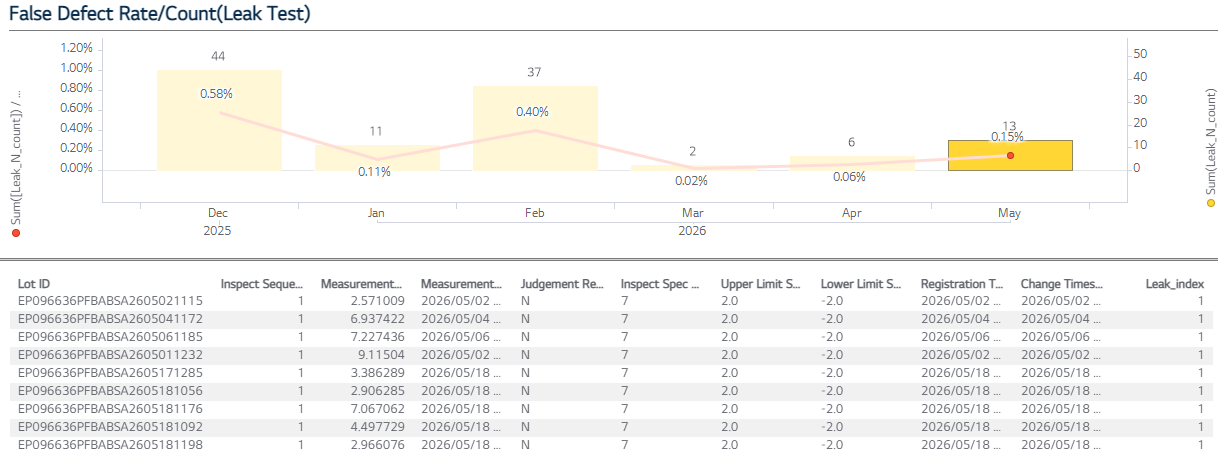 False Defect Rate/Count(Leak Test)
Sum([Leak_N_count]) / ...
1.20%
1.00%
0.80%
0.60%
0.40%
0.20%
0.00%
44
0.58%
11
0.11%
37
0.40%
2
0.02%
6
0.06%
13
0.15%
50
40
30
20
10
0
Sum(Leak_N_count)
Dec Jan Feb Mar Apr May
2025 2026
Lot ID Inspect Seque... Measurement... Measurement... Judgement Re... Inspect Spec ... Upper Limit S... Lower Limit S... Registration T... Change Times... Leak_index
EP096636PFBABSA2605021115 1 2.571009 2026/05/02 ... N 7 2.0 -2.0 2026/05/02 ... 2026/05/02 ... 1
EP096636PFBABSA2605041172 1 6.937422 2026/05/04 ... N 7 2.0 -2.0 2026/05/04 ... 2026/05/04 ... 1
EP096636PFBABSA2605061185 1 7.227436 2026/05/06 ... N 7 2.0 -2.0 2026/05/06 ... 2026/05/06 ... 1
EP096636PFBABSA2605011232 1 9.11504 2026/05/02 ... N 7 2.0 -2.0 2026/05/02 ... 2026/05/02 ... 1
EP096636PFBABSA2605171285 1 3.386289 2026/05/18 ... N 7 2.0 -2.0 2026/05/18 ... 2026/05/18 ... 1
EP096636PFBABSA2605181056 1 2.906285 2026/05/18 ... N 7 2.0 -2.0 2026/05/18 ... 2026/05/18 ... 1
EP096636PFBABSA2605181176 1 7.067062 2026/05/18 ... N 7 2.0 -2.0 2026/05/18 ... 2026/05/18 ... 1
EP096636PFBABSA2605181092 1 4.497729 2026/05/18 ... N 7 2.0 -2.0 2026/05/18 ... 2026/05/18 ... 1
EP096636PFBABSA2605181198 1 2.966076 2026/05/18 ... N 7 2.0 -2.0 2026/05/18 ... 2026/05/18 ... 1